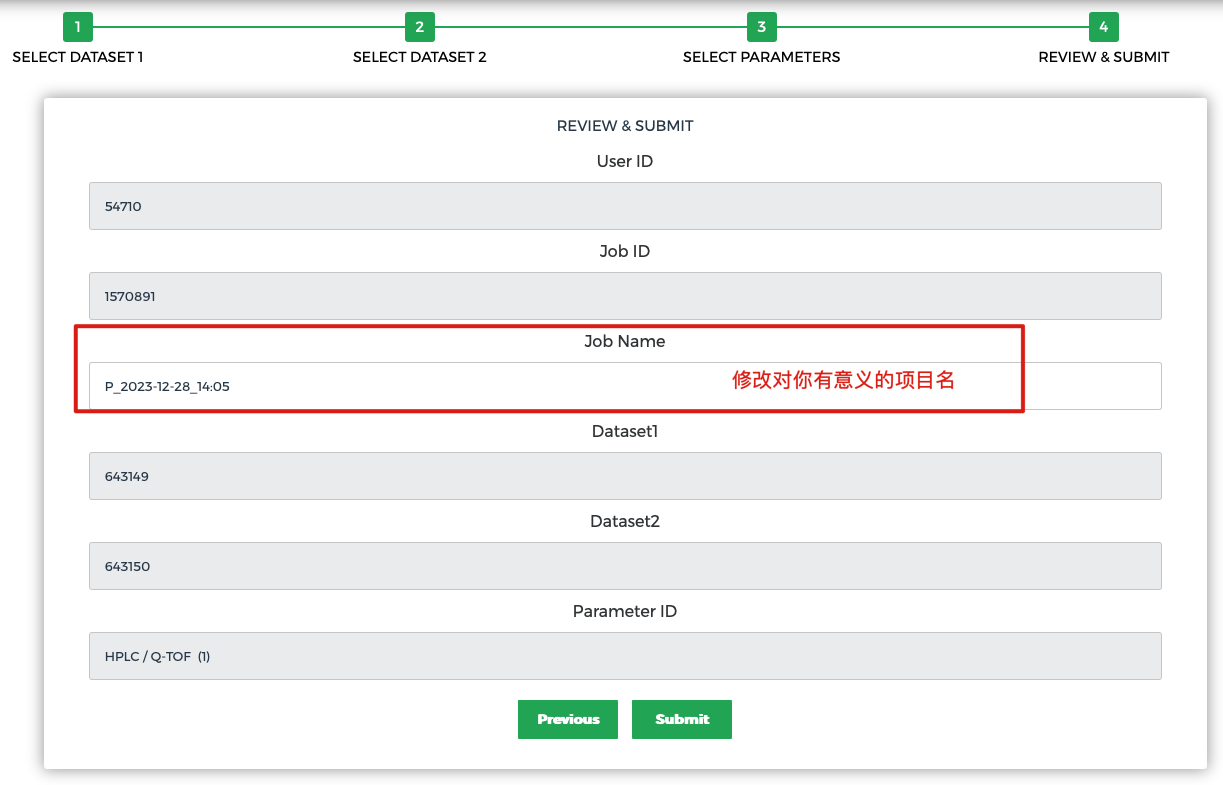 1
2
3
4
SELECT DATASET 1
SELECT DATASET 2
SELECT PARAMETERS
REVIEW & SUBMIT
REVIEW & SUBMIT
User ID
54710
Job ID
1570891
Job Name
P_2023-12-28_14:05
修改对你有意义的项目名
Dataset1
643149
Dataset2
643150
Parameter ID
HPLC / Q-TOF (1)
Previous
Submit